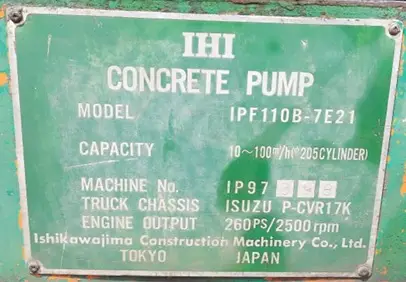 IHI
CONCRETE PUMP
MODEL IPF110B-7E21
CAPACITY 10~100m³/h(φ205CYLINDER)
MACHINE No. IP97
TRUCK CHASSIS ISUZU P-CVR17K
ENGINE OUTPUT 260PS/2500rpm
Ishikawajima Construction Machinery Co., Ltd.
TOKYO JAPAN